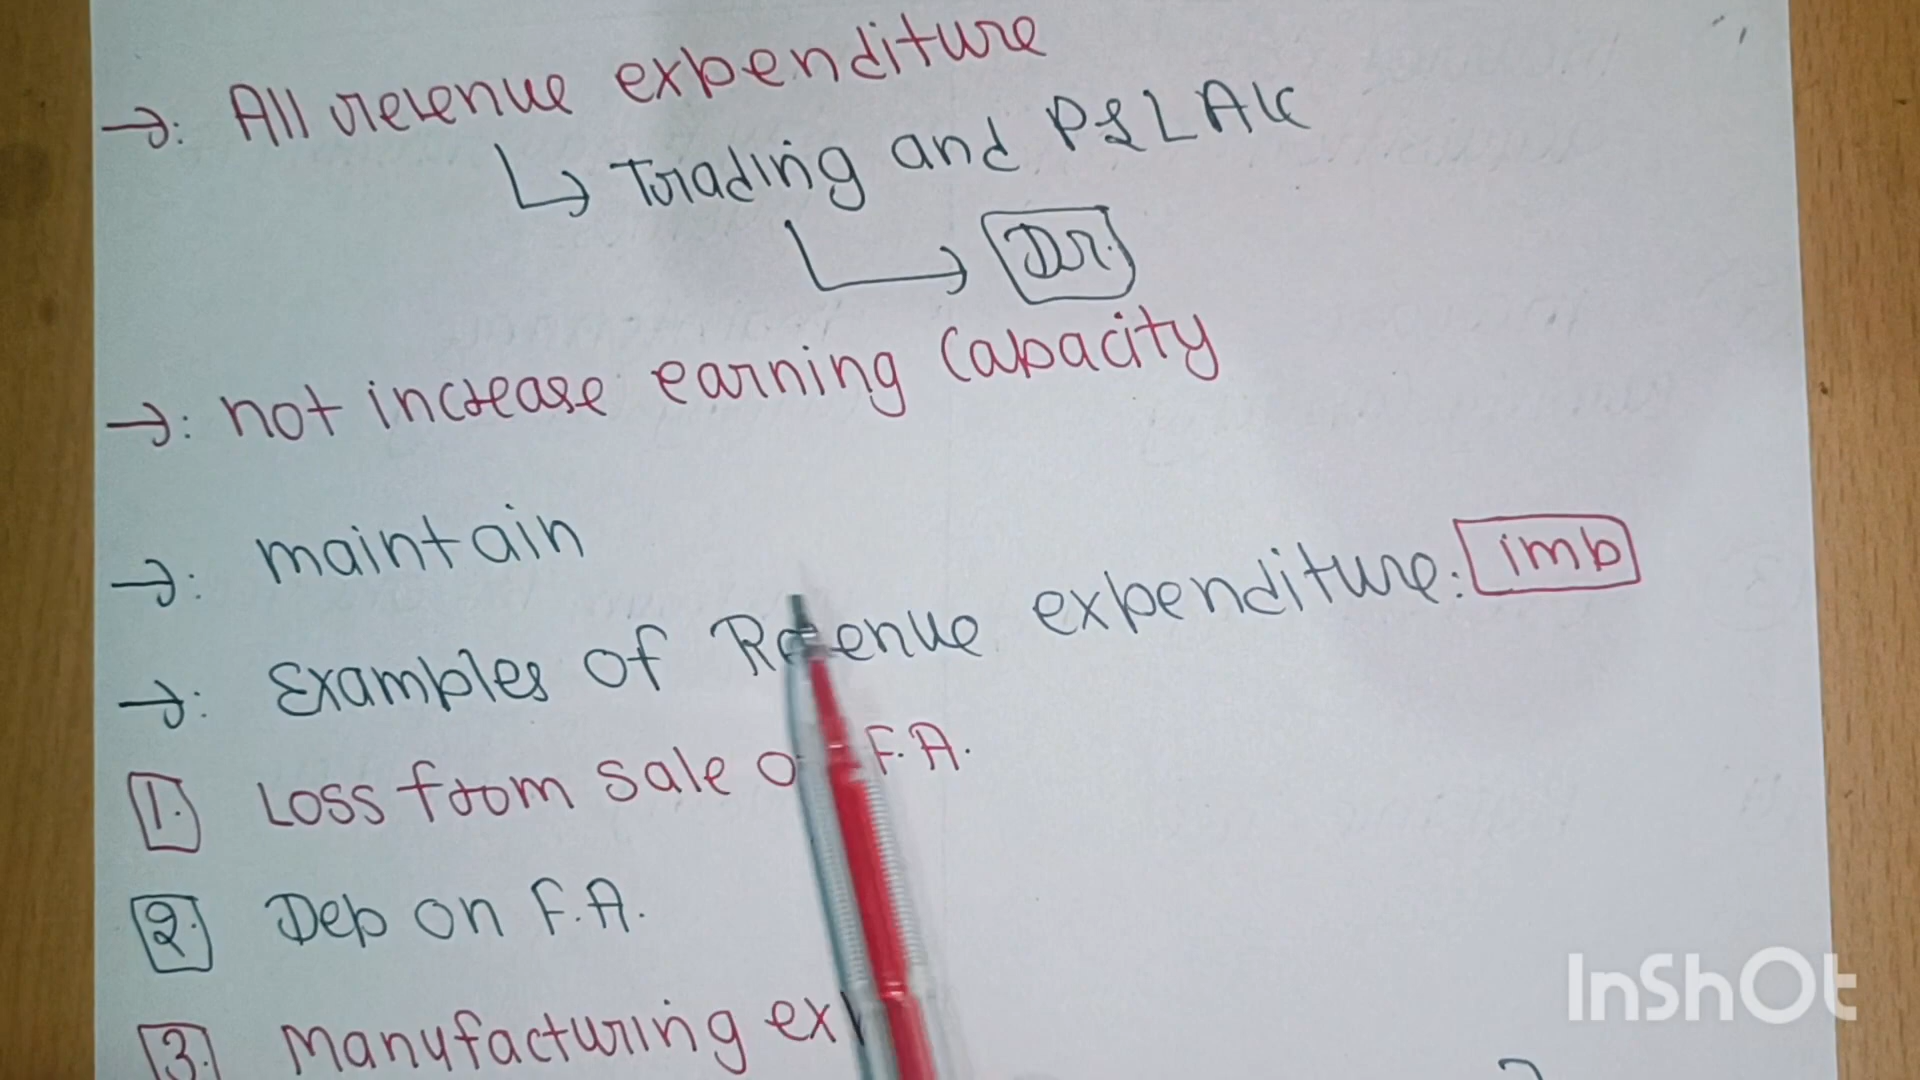 →: All revenue expenditure
↳ Trading and P&L A/c
↳ Dr.
→: not increase earning Capacity
→: maintain
→: Examples of Revenue expenditure: imp
1. Loss from Sale of F.A.
2. Dep on F.A.
3. Manufacturing
InShOt